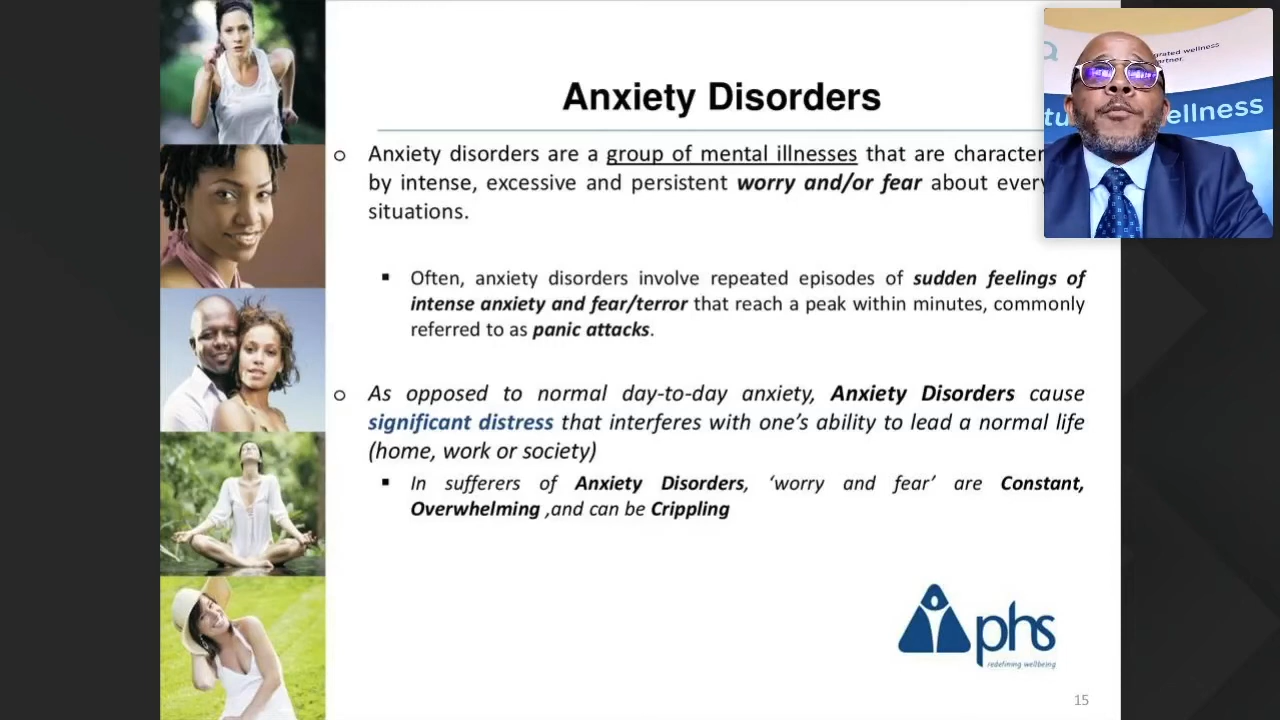 Anxiety Disorders
o Anxiety disorders are a group of mental illnesses that are character
by intense, excessive and persistent worry and/or fear about every
situations.
▪ Often, anxiety disorders involve repeated episodes of sudden feelings of
intense anxiety and fear/terror that reach a peak within minutes, commonly
referred to as panic attacks.
o As opposed to normal day-to-day anxiety, Anxiety Disorders cause
significant distress that interferes with one’s ability to lead a normal life
(home, work or society)
▪ In sufferers of Anxiety Disorders, ‘worry and fear’ are Constant,
Overwhelming ,and can be Crippling
phs
redefining wellbeing
15
grated wellness
partner.
ellness